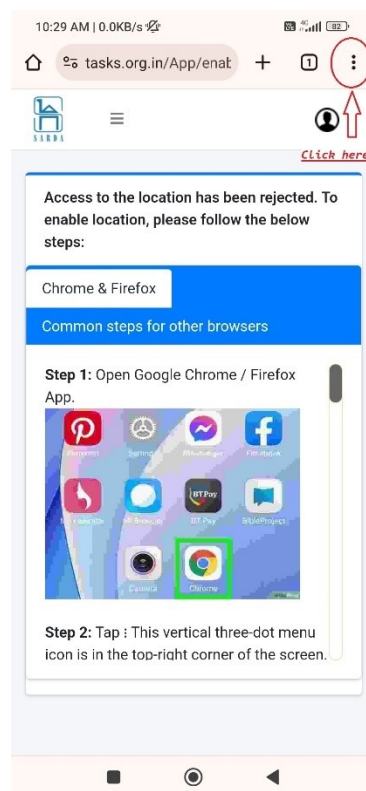 10:29 AM | 0.0KB/s
4G 82
tasks.org.in/App/enab
1
SARDA
Click here
Access to the location has been rejected. To
enable location, please follow the below
steps:
Chrome & Firefox
Common steps for other browsers
Step 1: Open Google Chrome / Firefox
App.
BT Pay
BT Pay BibleProject
Camera Chrome
Step 2: Tap ⋮ This vertical three-dot menu
icon is in the top-right corner of the screen.